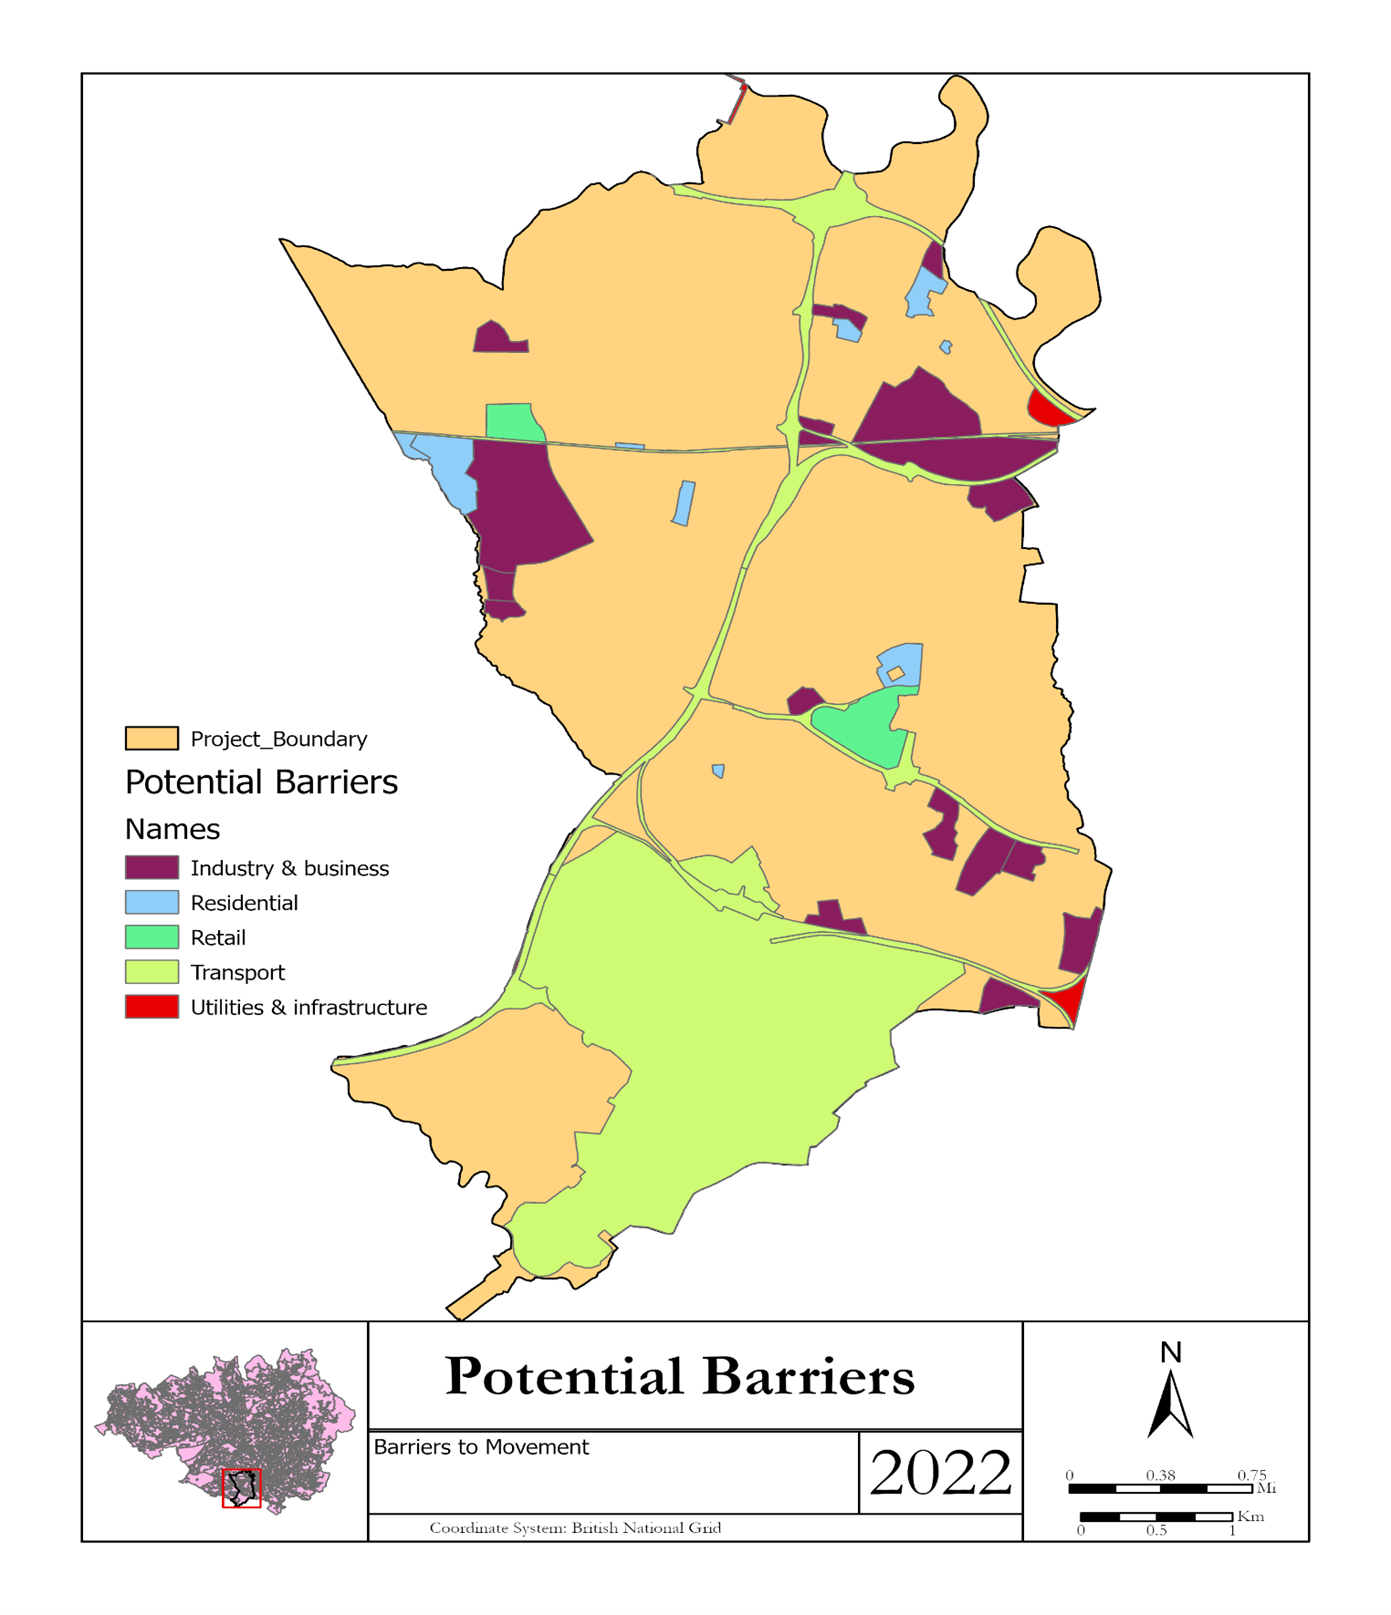 Project_Boundary
Potential Barriers
Names
Industry & business
Residential
Retail
Transport
Utilities & infrastructure
Potential Barriers
Barriers to Movement
2022
Coordinate System: British National Grid
N
0 0.38 0.75
Mi
Km
0 0.5 1